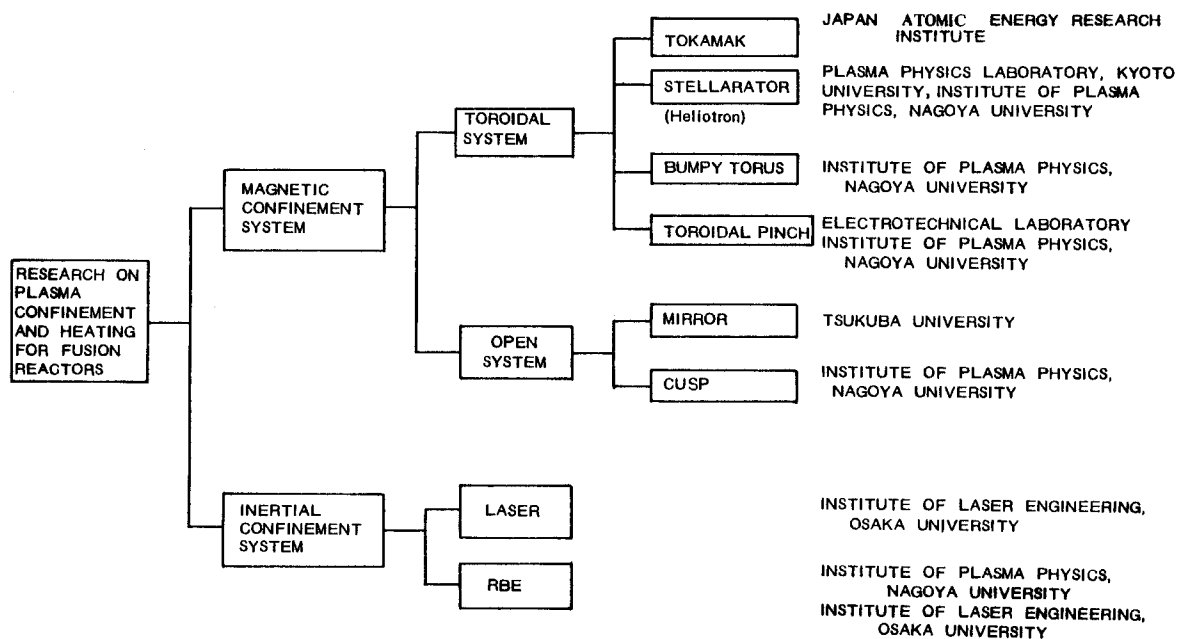 RESEARCH ON
PLASMA
CONFINEMENT
AND HEATING
FOR FUSION
REACTORS
MAGNETIC
CONFINEMENT
SYSTEM
INERTIAL
CONFINEMENT
SYSTEM
TOROIDAL
SYSTEM
OPEN
SYSTEM
LASER
RBE
TOKAMAK
STELLARATOR
(Heliotron)
BUMPY TORUS
TOROIDAL PINCH
MIRROR
CUSP
JAPAN ATOMIC ENERGY RESEARCH
INSTITUTE
PLASMA PHYSICS LABORATORY, KYOTO
UNIVERSITY, INSTITUTE OF PLASMA
PHYSICS, NAGOYA UNIVERSITY
INSTITUTE OF PLASMA PHYSICS,
NAGOYA UNIVERSITY
ELECTROTECHNICAL LABORATORY
INSTITUTE OF PLASMA PHYSICS,
NAGOYA UNIVERSITY
TSUKUBA UNIVERSITY
INSTITUTE OF PLASMA PHYSICS,
NAGOYA UNIVERSITY
INSTITUTE OF LASER ENGINEERING,
OSAKA UNIVERSITY
INSTITUTE OF PLASMA PHYSICS,
NAGOYA UNIVERSITY
INSTITUTE OF LASER ENGINEERING,
OSAKA UNIVERSITY